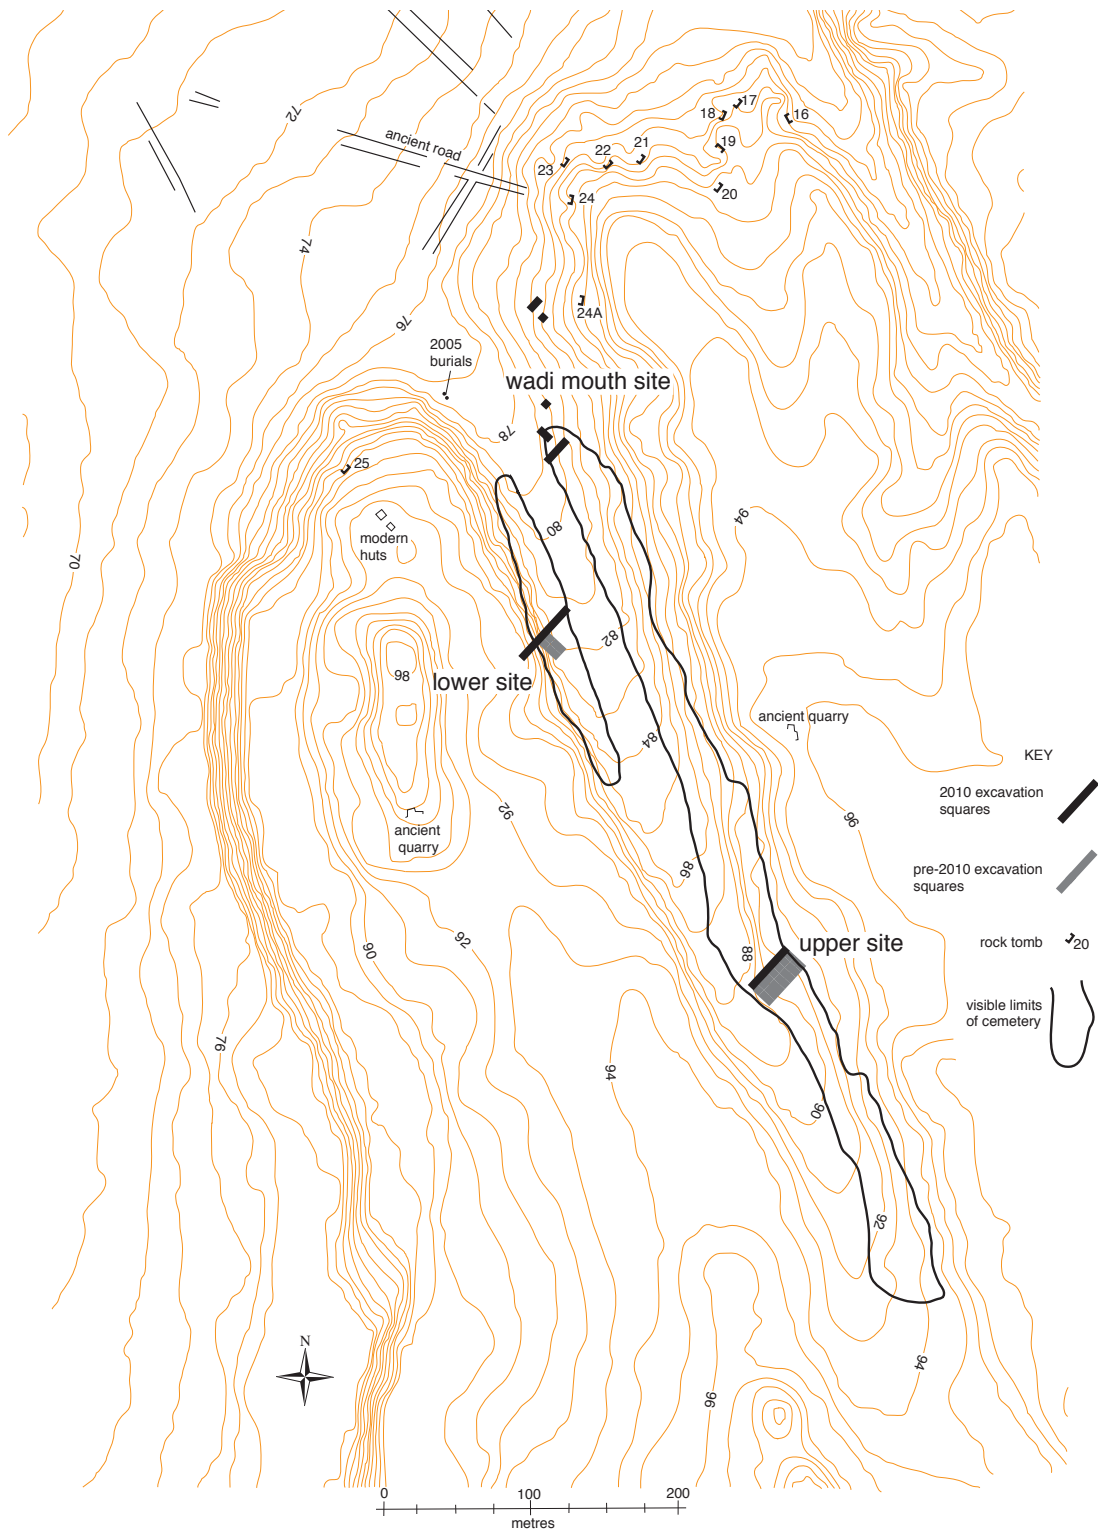 72
ancient road
17
18
16
19
21
22
23
20
24
74
24A
76
2005
burials
wadi mouth site
78
25
94
80
modern
huts
70
82
98
lower site
ancient quarry
84
KEY
2010 excavation
squares
92
96
ancient
quarry
86
pre-2010 excavation
squares
92
90
88
upper site
rock tomb
20
visible limits
of cemetery
76
94
90
92
N
94
96
0
100
200
metres